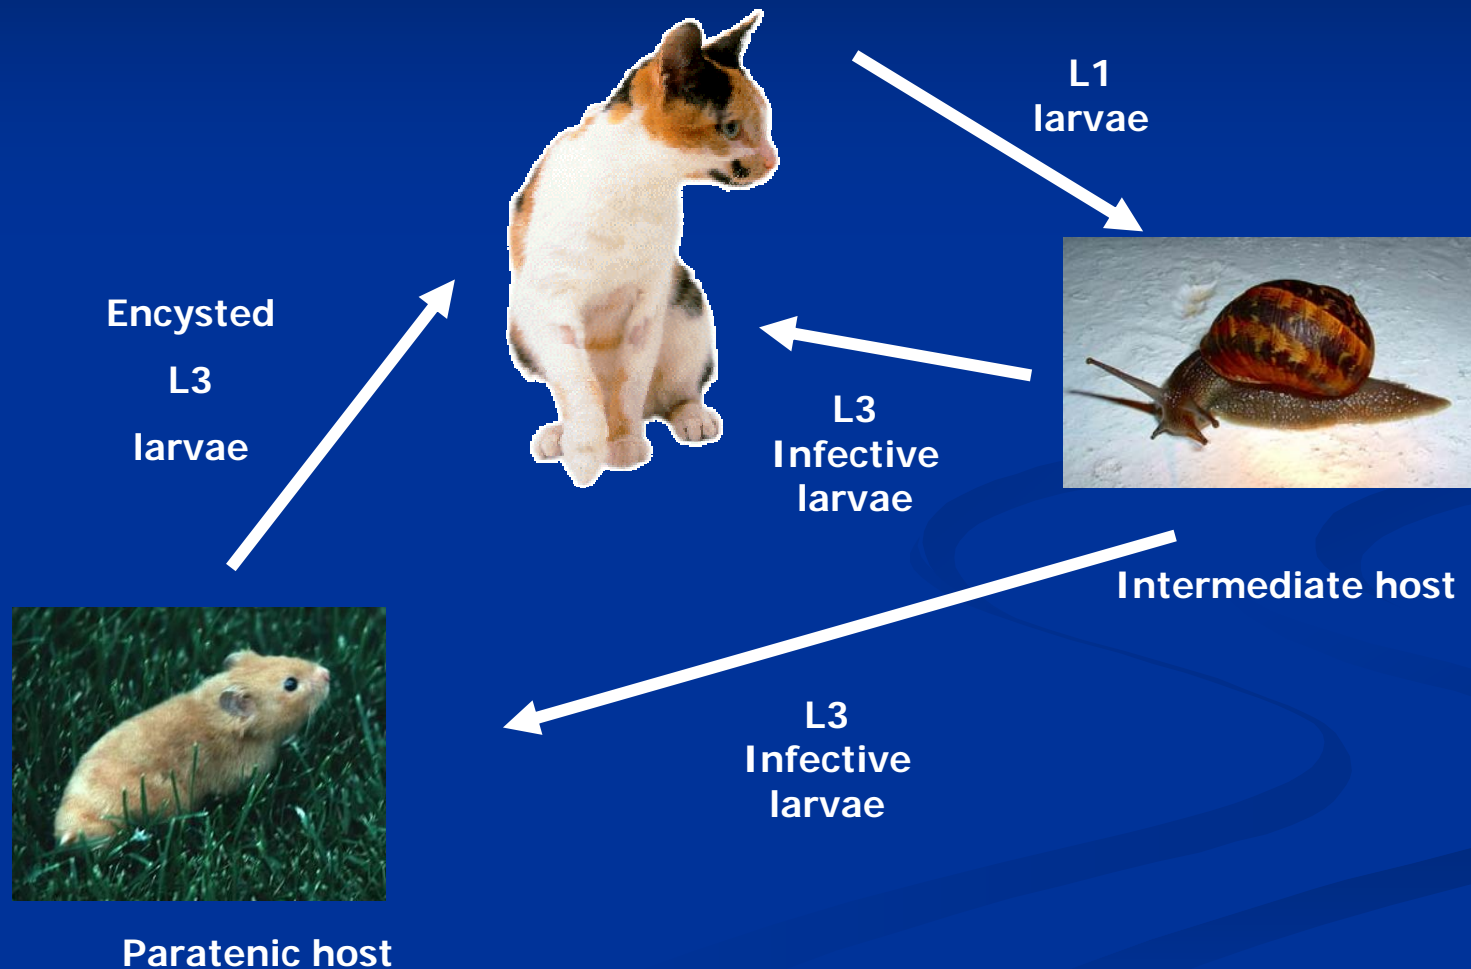 L1
larvae
Encysted
L3
larvae
L3
Infective
larvae
Intermediate host
L3
Infective
larvae
Paratenic host